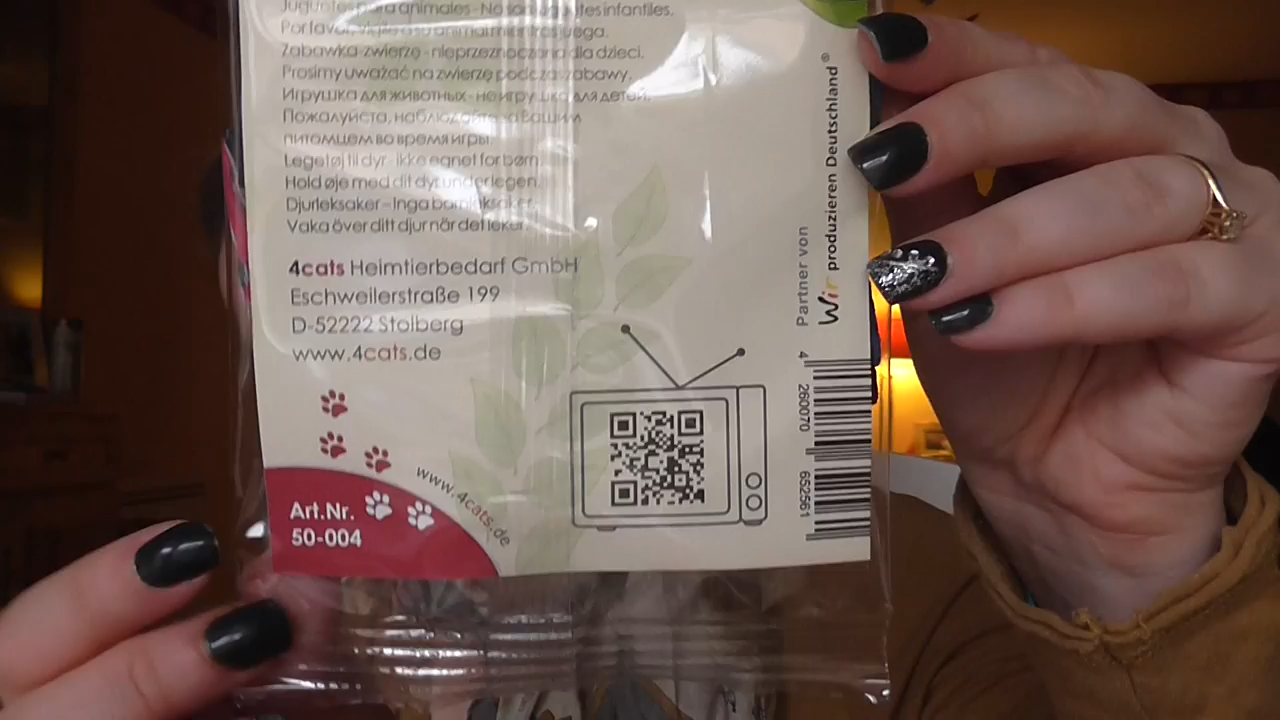 Juguetes para animales - No son juguetes infantiles.
Por favor, vigile a su animal mientras juega.
Zabawka-zwierzę - nieprzeznaczona dla dzieci.
Prosimy uważać na zwierzę podczas zabawy.
Игрушка для животных - не игрушка для детей.
Пожалуйста, наблюдайте за Вашим
питомцем во время игры.
Legetøj til dyr - ikke egnet for børn.
Hold øje med dit dyr under legen.
Djurleksaker – Inga barnleksaker.
Vaka över ditt djur när det leker.
4cats Heimtierbedarf GmbH
Eschweilerstraße 199
D-52222 Stolberg
www.4cats.de
Art.Nr.
50-004
www.4cats.de
Partner von
Wir produzieren Deutschland®
4 260070 652561